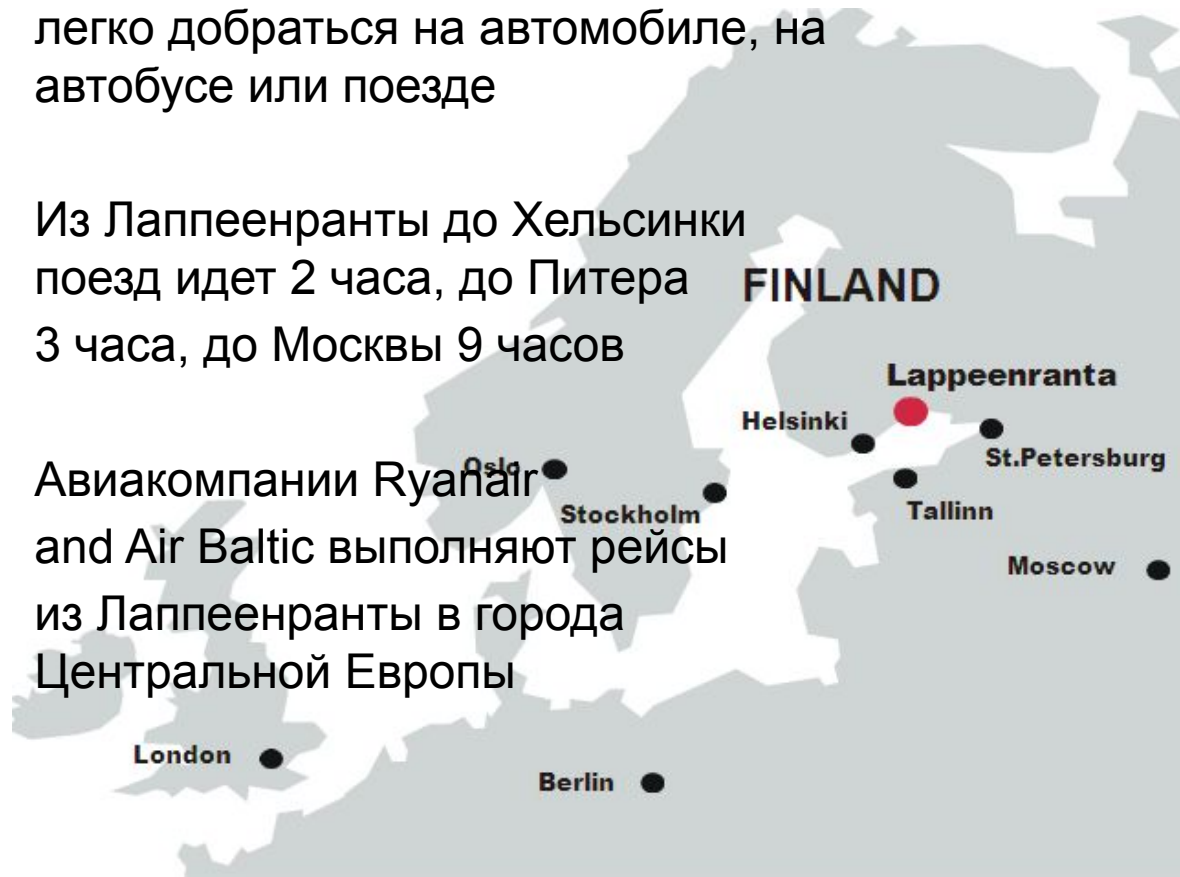 легко добраться на автомобиле, на
автобусе или поезде
Из Лаппеенранты до Хельсинки
поезд идет 2 часа, до Питера
3 часа, до Москвы 9 часов
Авиакомпании Ryanair
and Air Baltic выполняют рейсы
из Лаппеенранты в города
Центральной Европы
FINLAND
Lappeenranta
Helsinki
St.Petersburg
Oslo
Stockholm
Tallinn
Moscow
London
Berlin